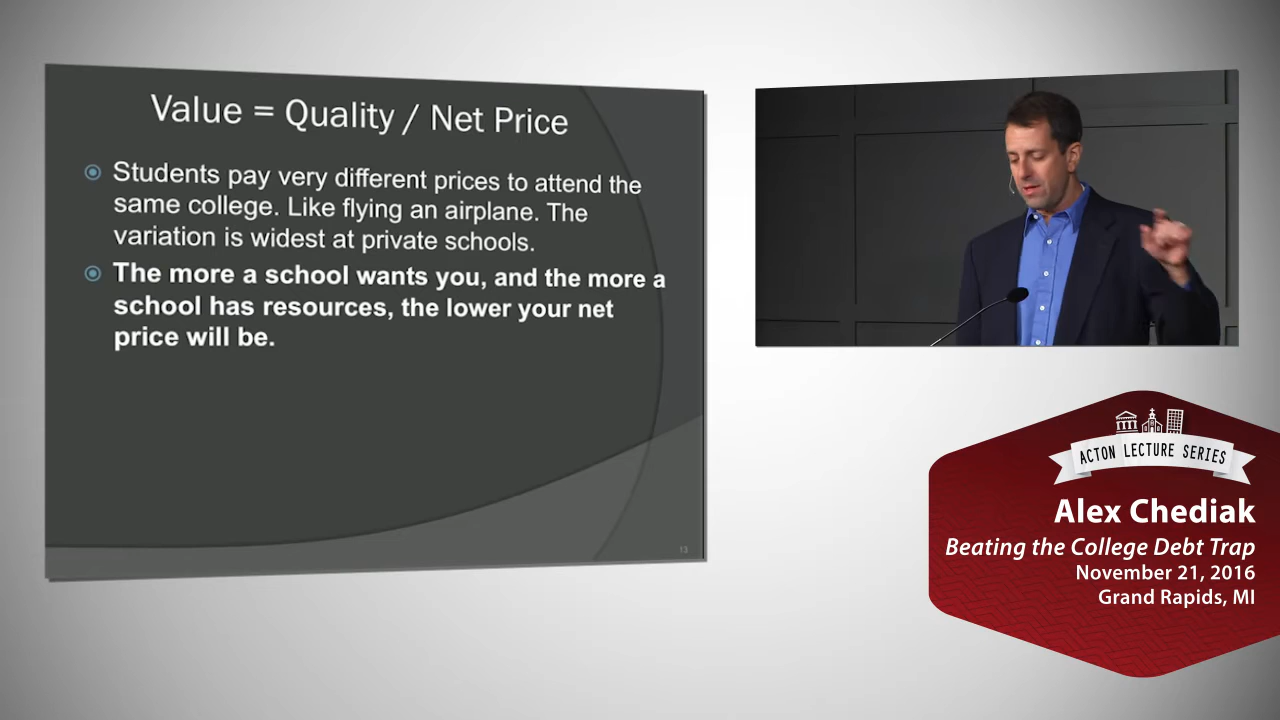 Value = Quality / Net Price
Students pay very different prices to attend the
same college. Like flying an airplane. The
variation is widest at private schools.
The more a school wants you, and the more a
school has resources, the lower your net
price will be.
13
ACTON LECTURE SERIES
Alex Chediak
Beating the College Debt Trap
November 21, 2016
Grand Rapids, MI